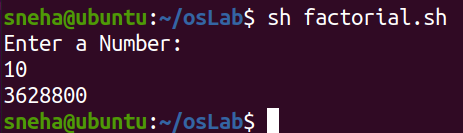 sneha@ubuntu:~/osLab$ sh factorial.sh
Enter a Number:
10
3628800
sneha@ubuntu:~/osLab$